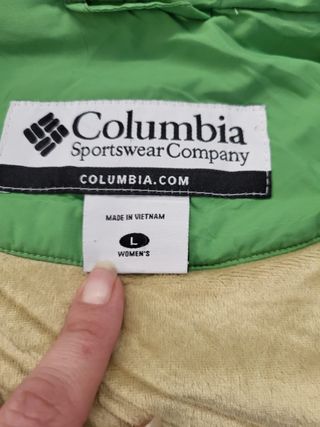 Columbia
Sportswear Company
COLUMBIA.COM
MADE IN VIETNAM
L
WOMEN'S